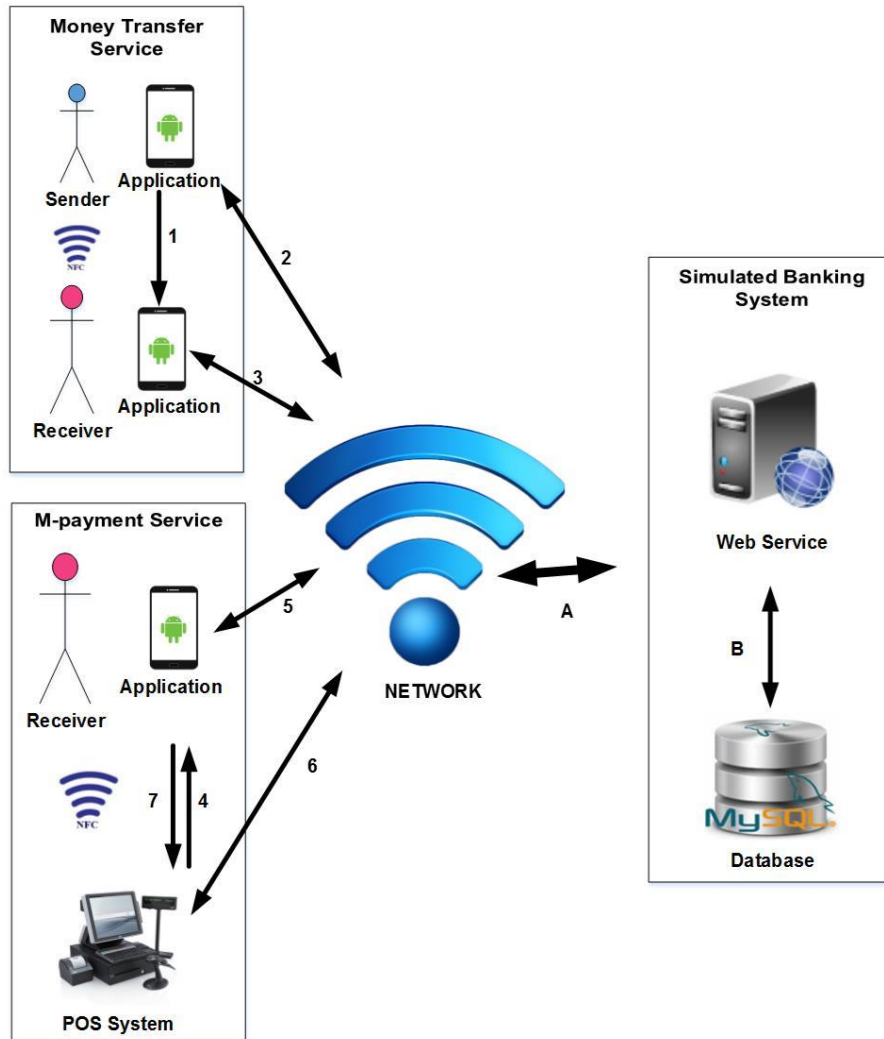 Money Transfer
Service
Application
Sender
1
2
NFC
3
Application
Receiver
M-payment Service
5
Application
Receiver
NFC
7
4
6
POS System
NETWORK
A
Simulated Banking
System
Web Service
B
MySQL
Database